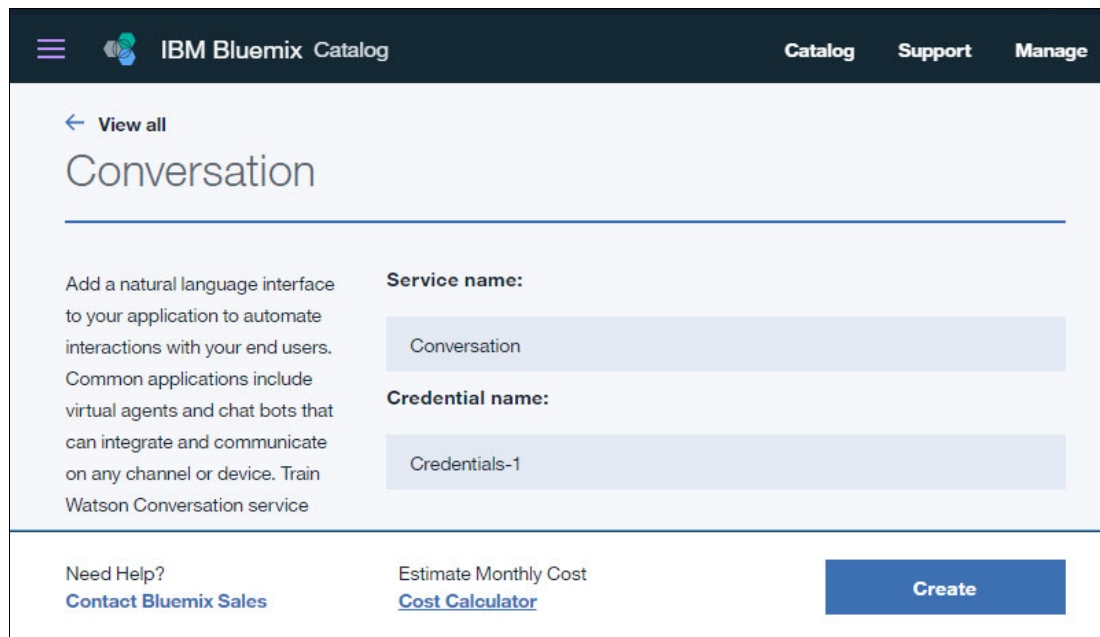 IBM Bluemix Catalog
Catalog Support Manage
← View all
Conversation
Add a natural language interface
to your application to automate
interactions with your end users.
Common applications include
virtual agents and chat bots that
can integrate and communicate
on any channel or device. Train
Watson Conversation service
Service name:
Conversation
Credential name:
Credentials-1
Need Help?
Contact Bluemix Sales
Estimate Monthly Cost
Cost Calculator
Create